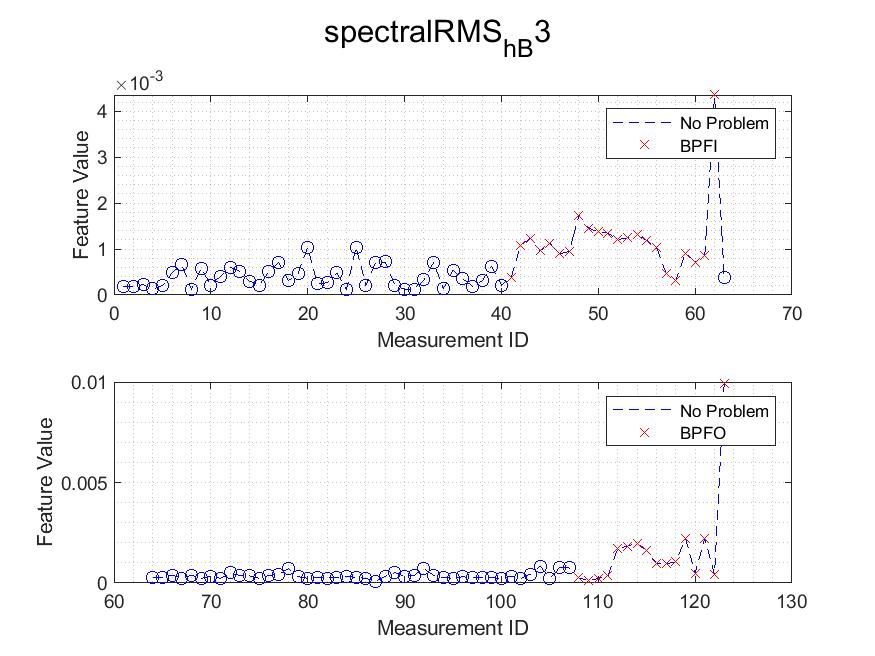 spectralRMS_hB3
×10^-3
4
3
2
1
0
Feature Value
No Problem
BPFI
0 10 20 30 40 50 60 70
Measurement ID
0.01
0.005
0
Feature Value
No Problem
BPFO
60 70 80 90 100 110 120 130
Measurement ID